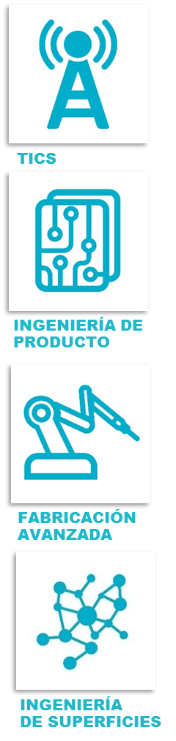 TICS
INGENIERÍA DE
PRODUCTO
FABRICACIÓN
AVANZADA
INGENIERÍA
DE SUPERFICIES